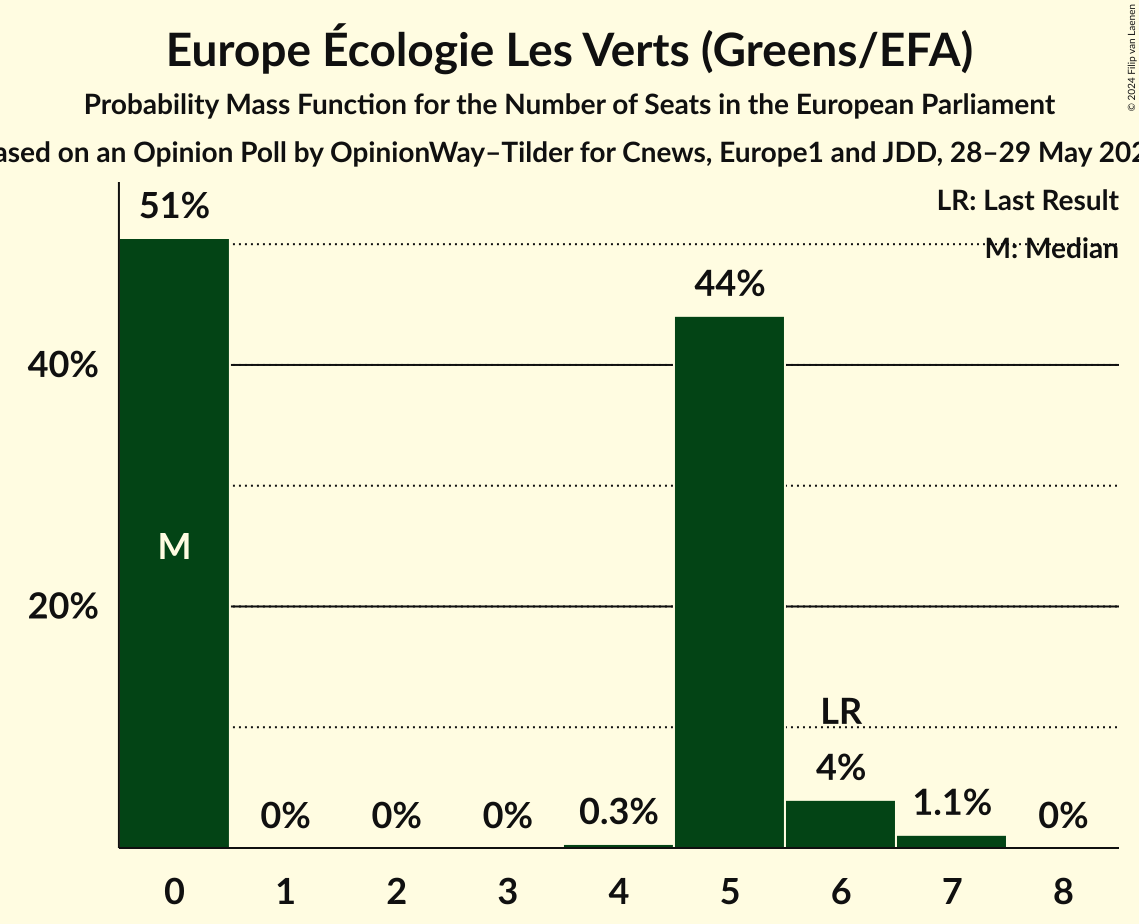 Europe Écologie Les Verts (Greens/EFA)
Probability Mass Function for the Number of Seats in the European Parliament
on an Opinion Poll by OpinionWay–Tilder for Cnews, Europe1 and JDD, 28–29 May
© 2024 Filip van Laenen
LR: Last Result
M: Median
51%
44%
40%
M
20%
LR
4%
1.1%
0.3%
0% 0% 0% 0%
0 1 2 3 4 5 6 7 8